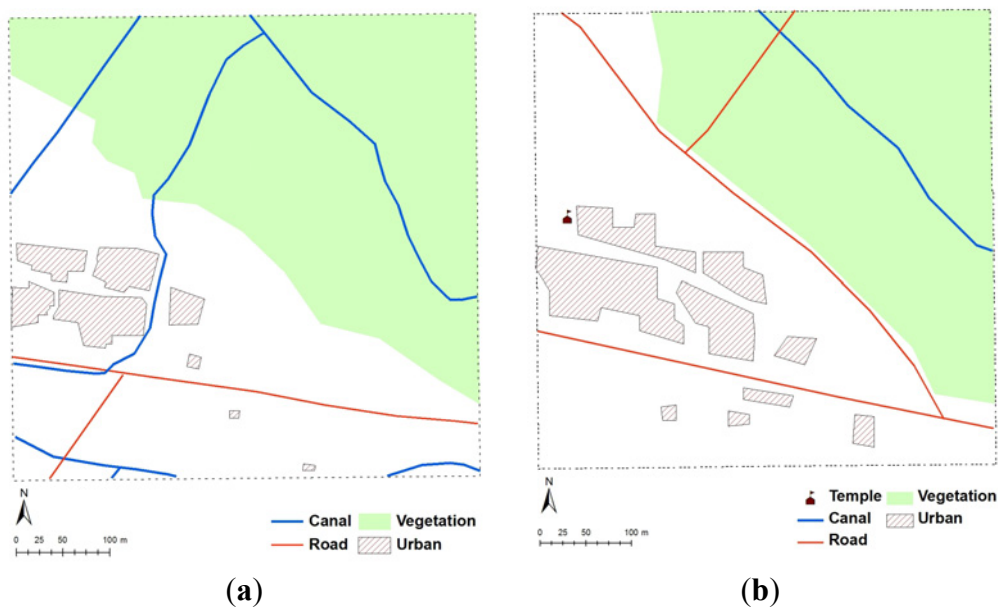 N
0 25 50 100 m
Canal Vegetation
Road Urban
(a)
N
0 25 50 100 m
Temple Vegetation
Canal Urban
Road
(b)